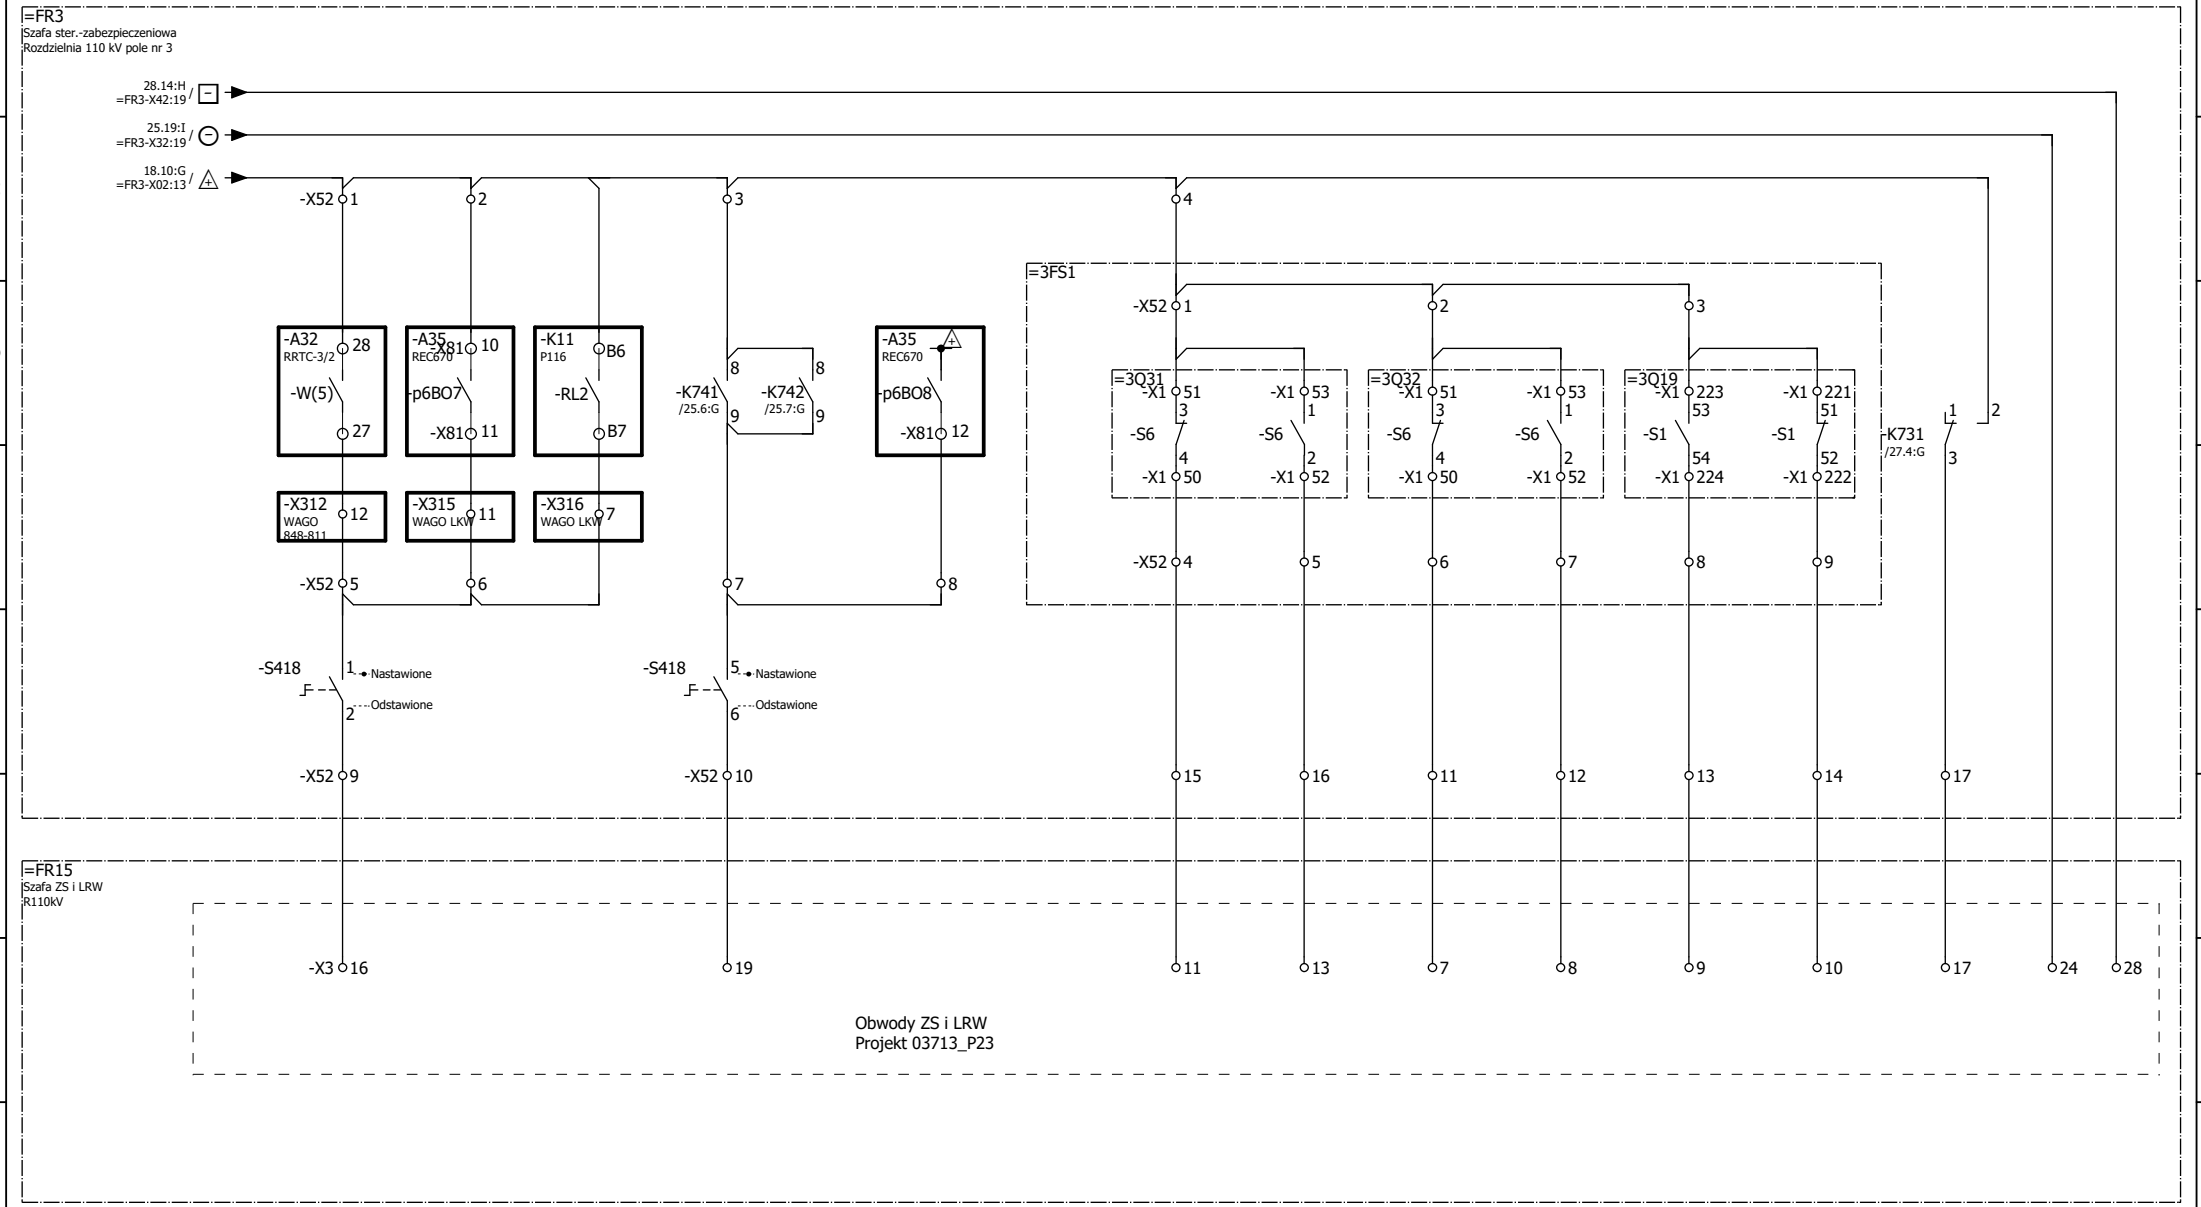 =FR3
Szafa ster.-zabezpieczeniowa
Rozdzielnia 110 kV pole nr 3
28.14:H
=FR3-X42:19 / −
25.19:I
=FR3-X32:19 / −
18.10:G
=FR3-X02:13 / +
-X52 1 2 3 4
=3FS1
-X52 1 2 3
-A32
RRTC-3/2
28
-W(5)
27
-A35
REC670
-X81 10
-p6BO7
-X81 11
-K11
P116
B6
-RL2
B7
8
-K741
/25.6:G
9
8
-K742
/25.7:G
9
-A35
REC670
+
-p6BO8
-X81 12
=3Q31
-X1 51
3
-S6
4
-X1 50
-X1 53
1
-S6
2
-X1 52
=3Q32
-X1 51
3
-S6
4
-X1 50
-X1 53
1
-S6
2
-X1 52
=3Q19
-X1 223
53
-S1
54
-X1 224
-X1 221
51
-S1
52
-X1 222
1 2
-K731
/27.4:G
3
-X312
WAGO
848-811
12
-X315
WAGO LKW
11
-X316
WAGO LKW
7
-X52 4 5 6 7 8 9
-X52 5 6 7 8
-S418
1
Nastawione
Odstawione
2
-S418
5
Nastawione
Odstawione
6
-X52 9
-X52 10
15 16 11 12 13 14 17
=FR15
Szafa ZS i LRW
R110kV
-X3 16 19 11 13 7 8 9 10 17 24 28
Obwody ZS i LRW
Projekt 03713_P23